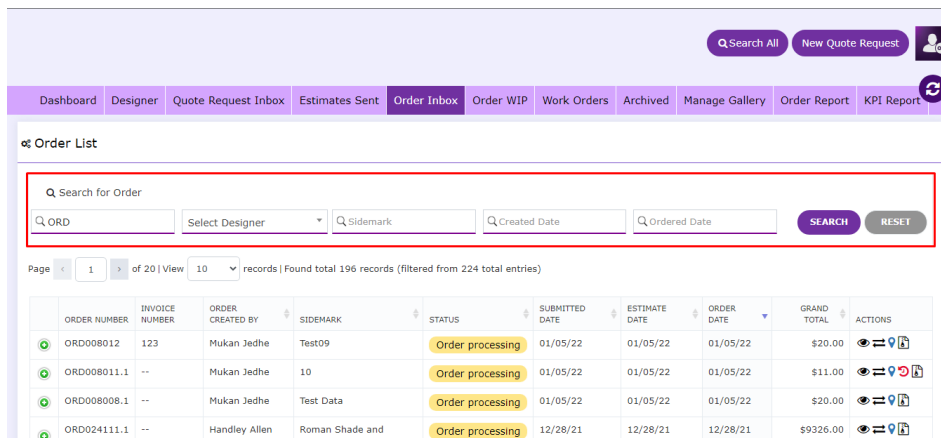 Search All New Quote Request
Dashboard Designer Quote Request Inbox Estimates Sent Order Inbox Order WIP Work Orders Archived Manage Gallery Order Report KPI Report
Order List
Search for Order
ORD Select Designer Sidemark Created Date Ordered Date SEARCH RESET
Page 1 of 20 | View 10 records | Found total 196 records (filtered from 224 total entries)
ORDER NUMBER INVOICE NUMBER ORDER CREATED BY SIDEMARK STATUS SUBMITTED DATE ESTIMATE DATE ORDER DATE GRAND TOTAL ACTIONS
ORD008012 123 Mukan Jedhe Test09 Order processing 01/05/22 01/05/22 01/05/22 $20.00
ORD008011.1 -- Mukan Jedhe 10 Order processing 01/05/22 01/05/22 01/05/22 $11.00
ORD008008.1 -- Mukan Jedhe Test Data Order processing 01/05/22 01/05/22 01/05/22 $20.00
ORD024111.1 -- Handley Allen Roman Shade and Order processing 12/28/21 12/28/21 12/28/21 $9326.00